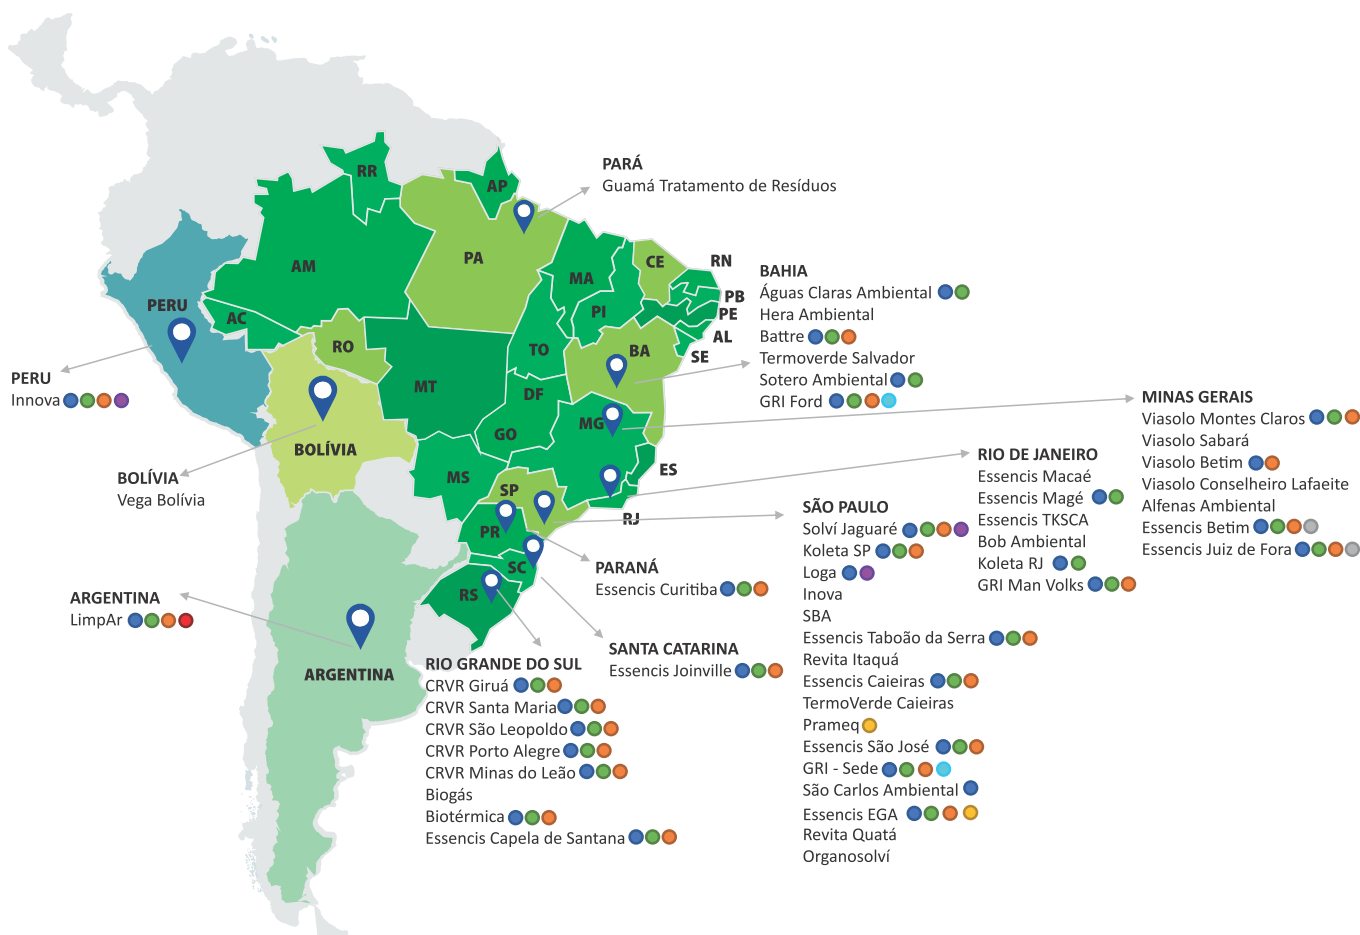 RR
AP
AM
PA
MA
CE
RN
PB
PE
AL
SE
PI
AC
RO
TO
BA
MT
DF
GO
MG
ES
MS
SP
RJ
PR
SC
RS
PERU
BOLÍVIA
ARGENTINA
PARÁ
Guamá Tratamento de Resíduos
BAHIA
Águas Claras Ambiental
Hera Ambiental
Battre
Termoverde Salvador
Sotero Ambiental
GRI Ford
MINAS GERAIS
Viasolo Montes Claros
Viasolo Sabará
Viasolo Betim
Viasolo Conselheiro Lafaeite
Alfenas Ambiental
Essencis Betim
Essencis Juiz de Fora
RIO DE JANEIRO
Essencis Macaé
Essencis Magé
Essencis TKSCA
Bob Ambiental
Koleta RJ
GRI Man Volks
SÃO PAULO
Solví Jaguaré
Koleta SP
Loga
Inova
SBA
Essencis Taboão da Serra
Revita Itaquá
Essencis Caieiras
TermoVerde Caieiras
Prameq
Essencis São José
GRI - Sede
São Carlos Ambiental
Essencis EGA
Revita Quatá
Organosolví
PARANÁ
Essencis Curitiba
SANTA CATARINA
Essencis Joinville
RIO GRANDE DO SUL
CRVR Giruá
CRVR Santa Maria
CRVR São Leopoldo
CRVR Porto Alegre
CRVR Minas do Leão
Biogás
Biotérmica
Essencis Capela de Santana
PERU
Innova
BOLÍVIA
Vega Bolívia
ARGENTINA
LimpAr